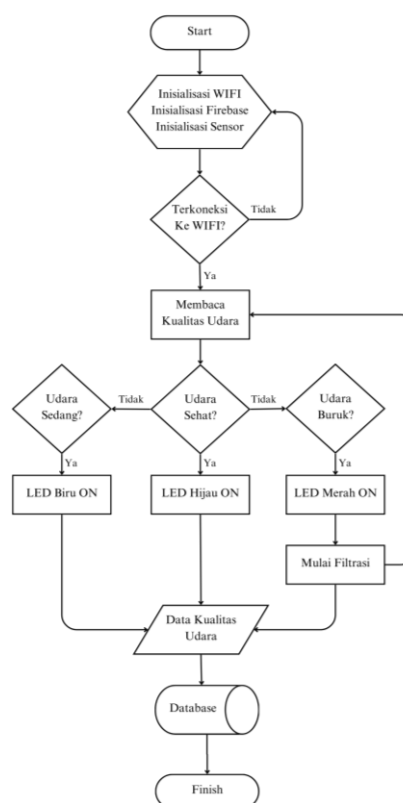 Start
Inisialisasi WIFI
Inisialisasi Firebase
Inisialisasi Sensor
Terkoneksi
Ke WIFI?
Tidak
Ya
Membaca
Kualitas Udara
Udara
Sedang?
Tidak
Udara
Sehat?
Tidak
Udara
Buruk?
Ya
Ya
Ya
LED Biru ON
LED Hijau ON
LED Merah ON
Mulai Filtrasi
Data Kualitas
Udara
Database
Finish